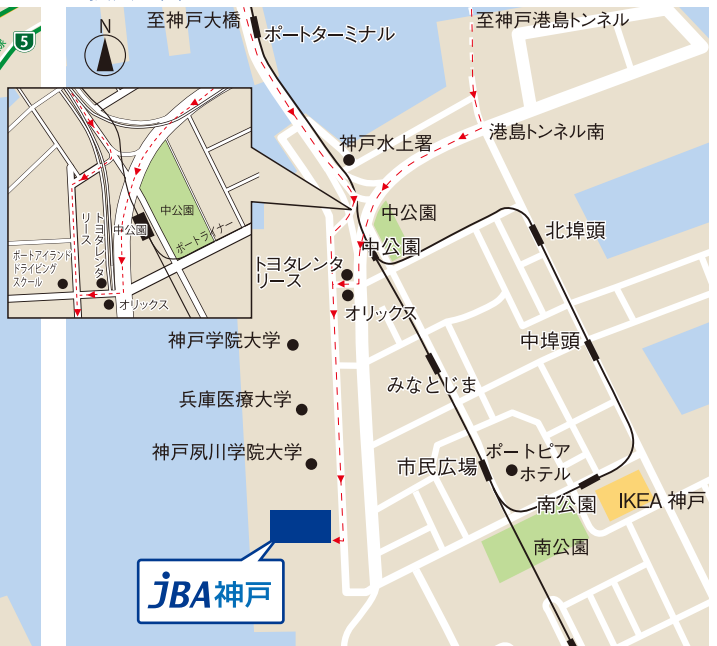 至神戸大橋
ポートターミナル
至神戸港島トンネル
5
N
神戸水上署
港島トンネル南
中公園
中公園
北埠頭
トヨタレンタ
リース
オリックス
中公園
中公園
ポートライナー
トヨタレンタ
リース
ポートアイランド
ドライビング
スクール
オリックス
神戸学院大学
中埠頭
みなとじま
兵庫医療大学
神戸夙川学院大学
市民広場
ポートピア
ホテル
南公園
IKEA 神戸
南公園
jBA神戸